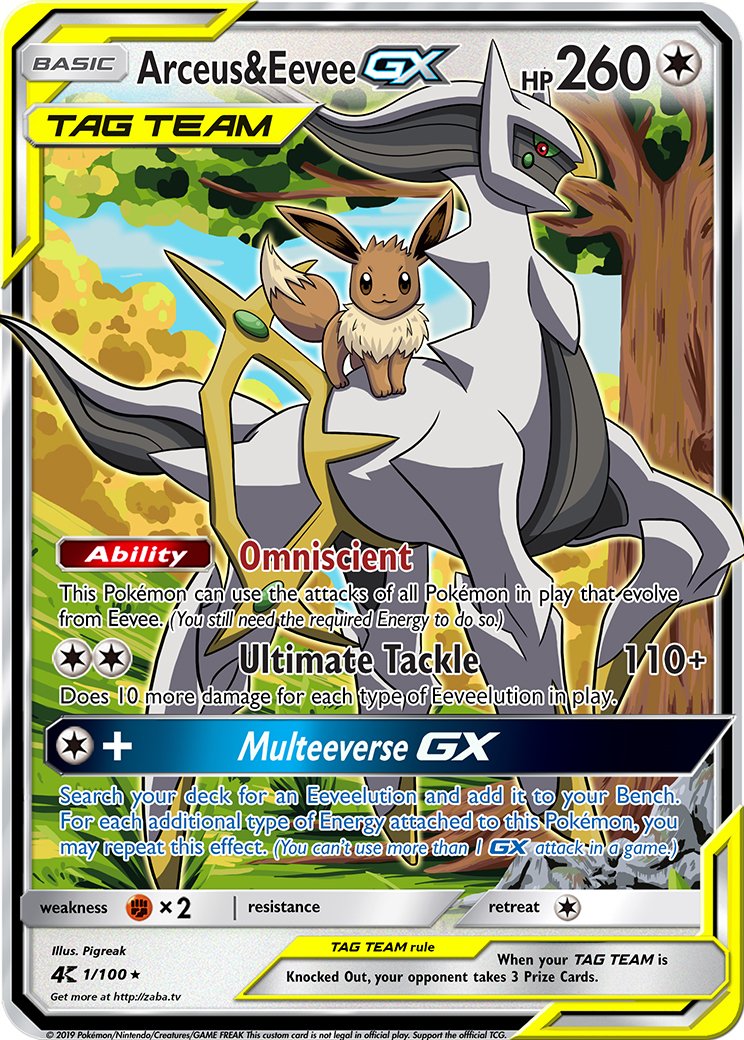 BASIC Arceus&Eevee GX HP 260
TAG TEAM
Ability Omniscient
This Pokémon can use the attacks of all Pokémon in play that evolve
from Eevee. (You still need the required Energy to do so.)
Ultimate Tackle 110+
Does 10 more damage for each type of Eeveelution in play.
+ Multeeverse GX
Search your deck for an Eeveelution and add it to your Bench.
For each additional type of Energy attached to this Pokémon, you
may repeat this effect. (You can't use more than 1 GX attack in a game.)
weakness ×2 resistance retreat
Illus. Pigreak
4K 1/100 ★
Get more at http://zaba.tv
TAG TEAM rule
When your TAG TEAM is
Knocked Out, your opponent takes 3 Prize Cards.
© 2019 Pokémon/Nintendo/Creatures/GAME FREAK This custom card is not legal in official play. Support the official TCG.